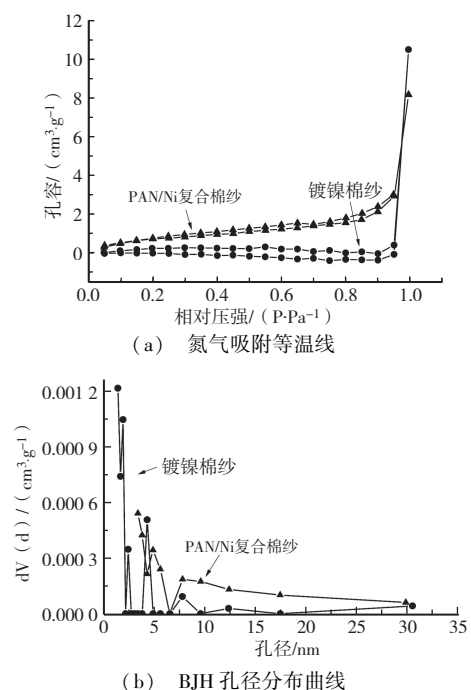 12
10
8
6
4
2
0
孔容/(cm³·g⁻¹)
PAN/Ni复合棉纱
镀镍棉纱
0.0 0.2 0.4 0.6 0.8 1.0
相对压强/(P·Pa⁻¹)
(a) 氮气吸附等温线
0.001 2
0.000 9
0.000 6
0.000 3
0.000 0
dV(d)/(cm³·g⁻¹)
镀镍棉纱
PAN/Ni复合棉纱
0 5 10 15 20 25 30 35
孔径/nm
(b) BJH 孔径分布曲线